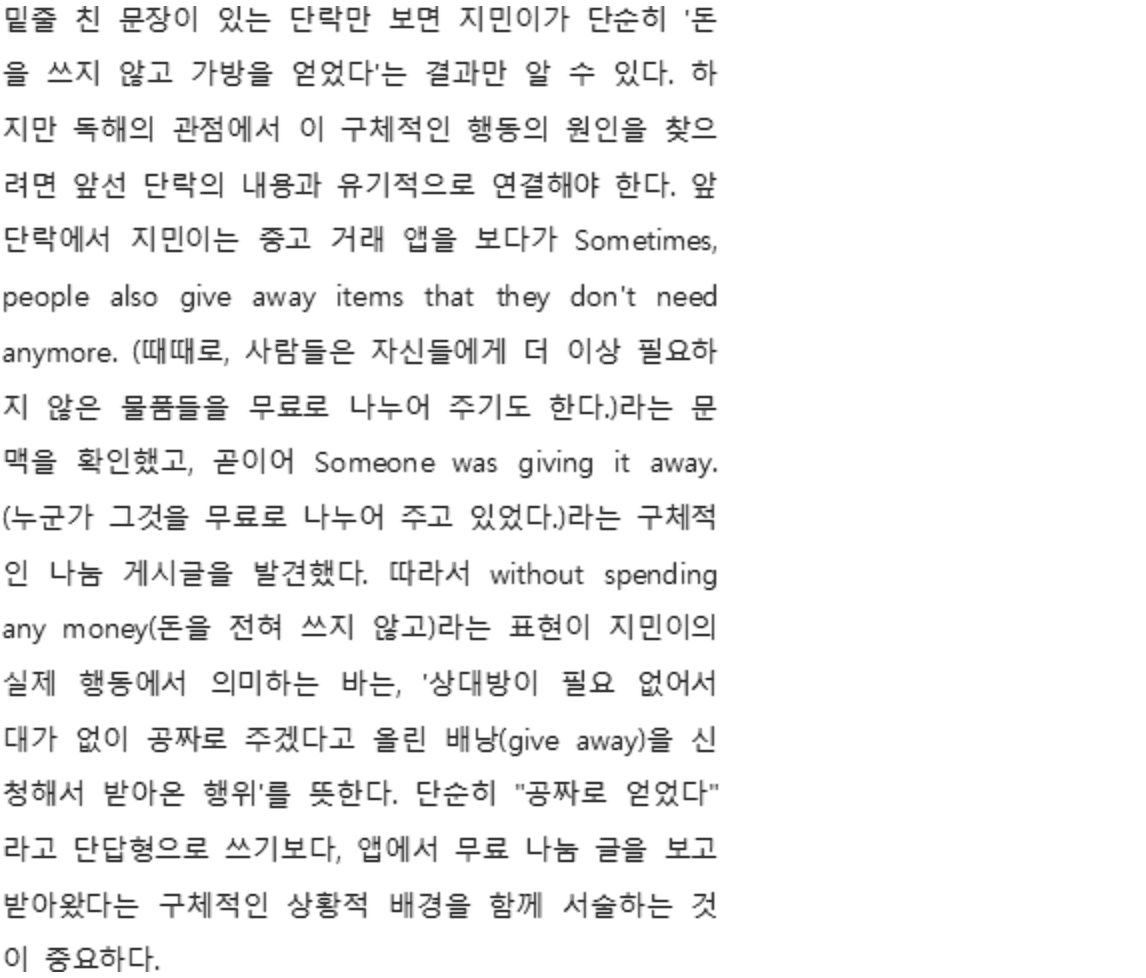 밑줄 친 문장이 있는 단락만 보면 지민이가 단순히 '돈
을 쓰지 않고 가방을 얻었다'는 결과만 알 수 있다. 하
지만 독해의 관점에서 이 구체적인 행동의 원인을 찾으
려면 앞선 단락의 내용과 유기적으로 연결해야 한다. 앞
단락에서 지민이는 중고 거래 앱을 보다가 Sometimes,
people also give away items that they don't need
anymore. (때때로, 사람들은 자신들에게 더 이상 필요하
지 않은 물품들을 무료로 나누어 주기도 한다.)라는 문
맥을 확인했고, 곧이어 Someone was giving it away.
(누군가 그것을 무료로 나누어 주고 있었다.)라는 구체적
인 나눔 게시글을 발견했다. 따라서 without spending
any money(돈을 전혀 쓰지 않고)라는 표현이 지민이의
실제 행동에서 의미하는 바는, '상대방이 필요 없어서
대가 없이 공짜로 주겠다고 올린 배낭(give away)을 신
청해서 받아온 행위'를 뜻한다. 단순히 "공짜로 얻었다"
라고 단답형으로 쓰기보다, 앱에서 무료 나눔 글을 보고
받아왔다는 구체적인 상황적 배경을 함께 서술하는 것
이 중요하다.